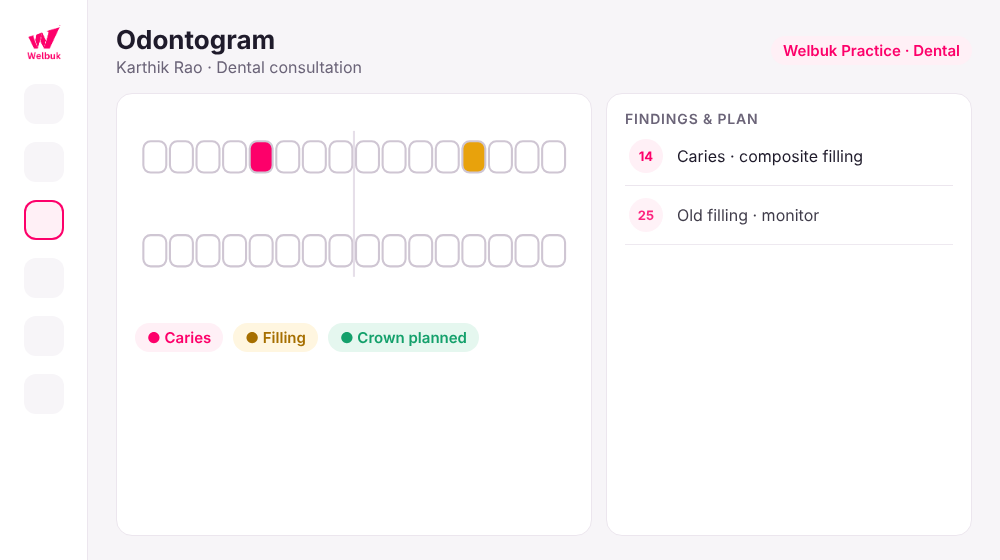 Welbuk
Odontogram
Karthik Rao · Dental consultation
Welbuk Practice · Dental
Caries
Filling
Crown planned
FINDINGS & PLAN
14 Caries · composite filling
25 Old filling · monitor